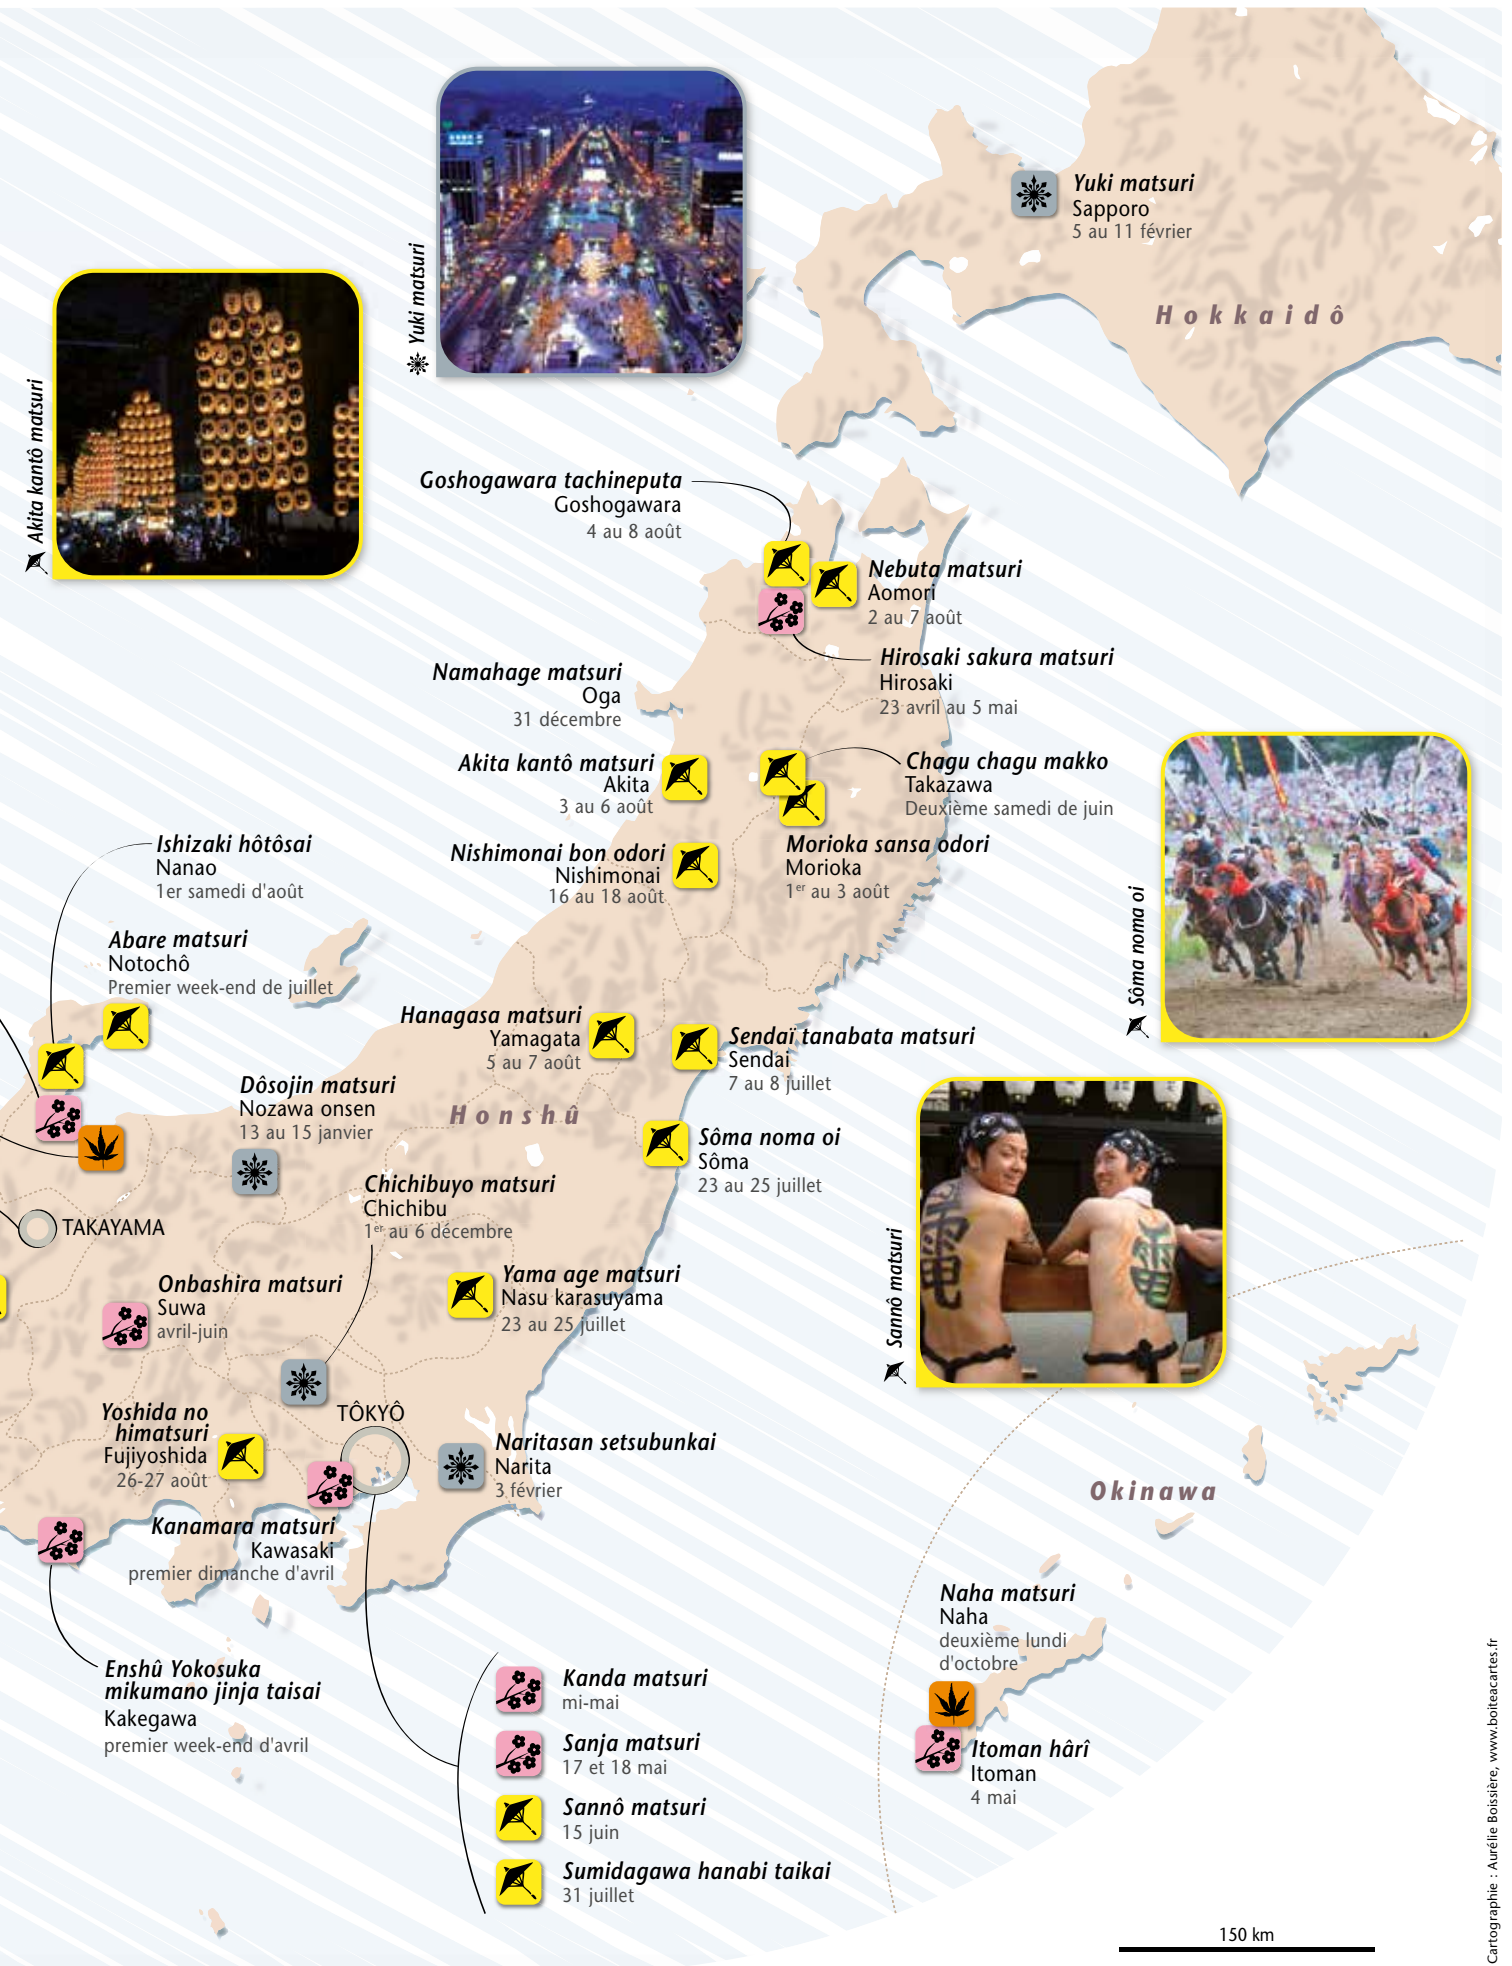 Yuki matsuri
Sapporo
5 au 11 février
Yuki matsuri
Hokkaidô
Akita kantô matsuri
Goshogawara tachineputa
Goshogawara
4 au 8 août
Nebuta matsuri
Aomori
2 au 7 août
Hirosaki sakura matsuri
Hirosaki
23 avril au 5 mai
Namahage matsuri
Oga
31 décembre
Akita kantô matsuri
Akita
3 au 6 août
Chagu chagu makko
Takazawa
Deuxième samedi de juin
Morioka sansa odori
Morioka
1er au 3 août
Nishimonai bon odori
Nishimonai
16 au 18 août
Ishizaki hôtôsai
Nanao
1er samedi d'août
Abare matsuri
Notochô
Premier week-end de juillet
Sôma noma oi
Hanagasa matsuri
Yamagata
5 au 7 août
Sendaï tanabata matsuri
Sendai
7 au 8 juillet
Dôsojin matsuri
Nozawa onsen
13 au 15 janvier
Honshû
Sôma noma oi
Sôma
23 au 25 juillet
Chichibuyo matsuri
Chichibu
1er au 6 décembre
TAKAYAMA
Sannô matsuri
Onbashira matsuri
Suwa
avril-juin
Yama age matsuri
Nasu karasuyama
23 au 25 juillet
Yoshida no
himatsuri
Fujiyoshida
26-27 août
TÔKYÔ
Naritasan setsubunkai
Narita
3 février
Kanamara matsuri
Kawasaki
premier dimanche d'avril
Okinawa
Enshû Yokosuka
mikumano jinja taisai
Kakegawa
premier week-end d'avril
Kanda matsuri
mi-mai
Sanja matsuri
17 et 18 mai
Sannô matsuri
15 juin
Sumidagawa hanabi taikai
31 juillet
Naha matsuri
Naha
deuxième lundi
d'octobre
Itoman hârî
Itoman
4 mai
150 km
Cartographie : Aurélie Boissière, www.boiteacartes.fr